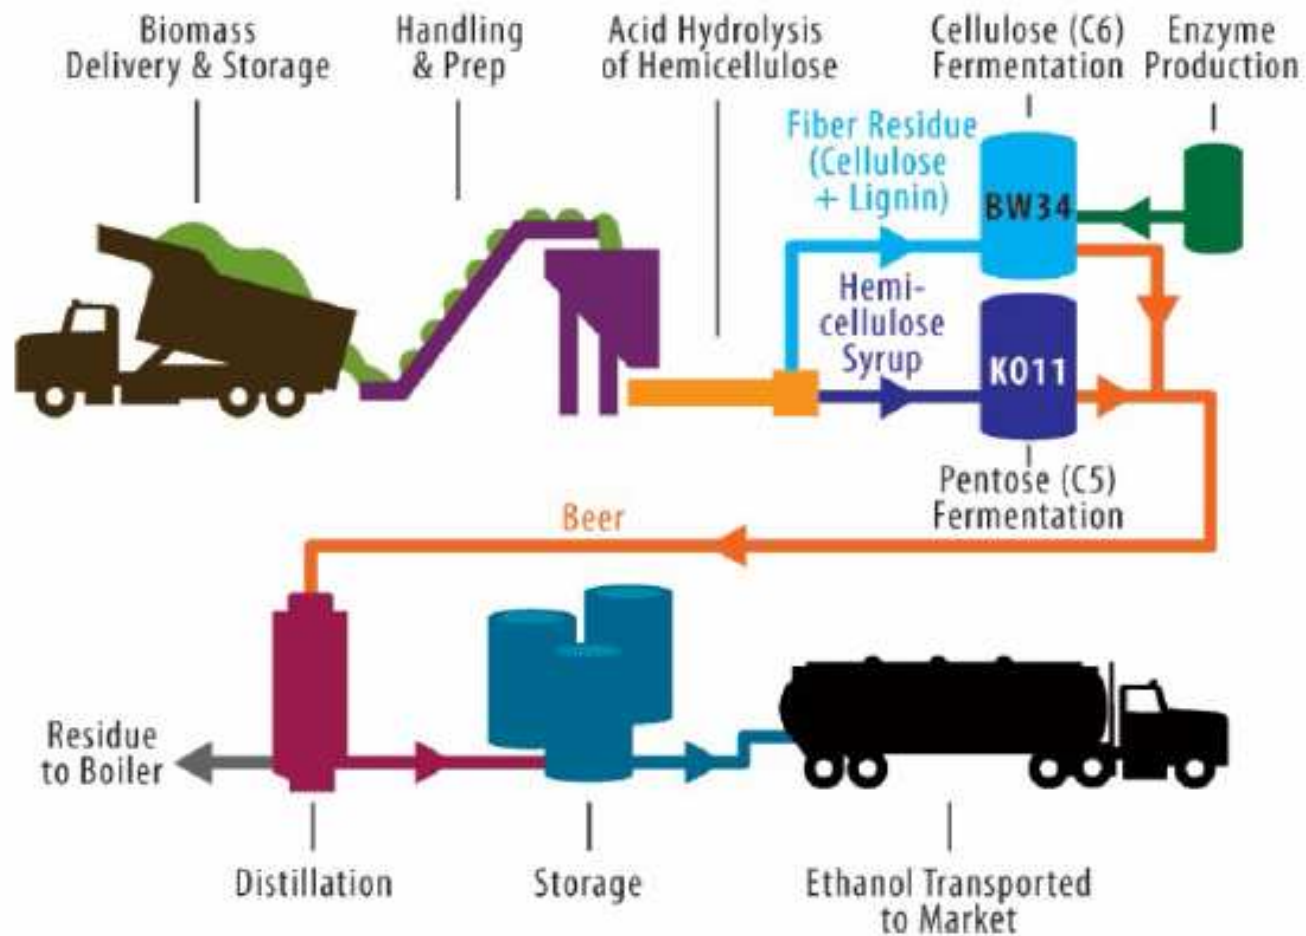 Biomass
Delivery & Storage
Handling
& Prep
Acid Hydrolysis
of Hemicellulose
Cellulose (C6)
Fermentation
Enzyme
Production
Fiber Residue
(Cellulose
+ Lignin)
BW34
Hemi-
cellulose
Syrup
KO11
Pentose (C5)
Fermentation
Beer
Residue
to Boiler
Distillation
Storage
Ethanol Transported
to Market